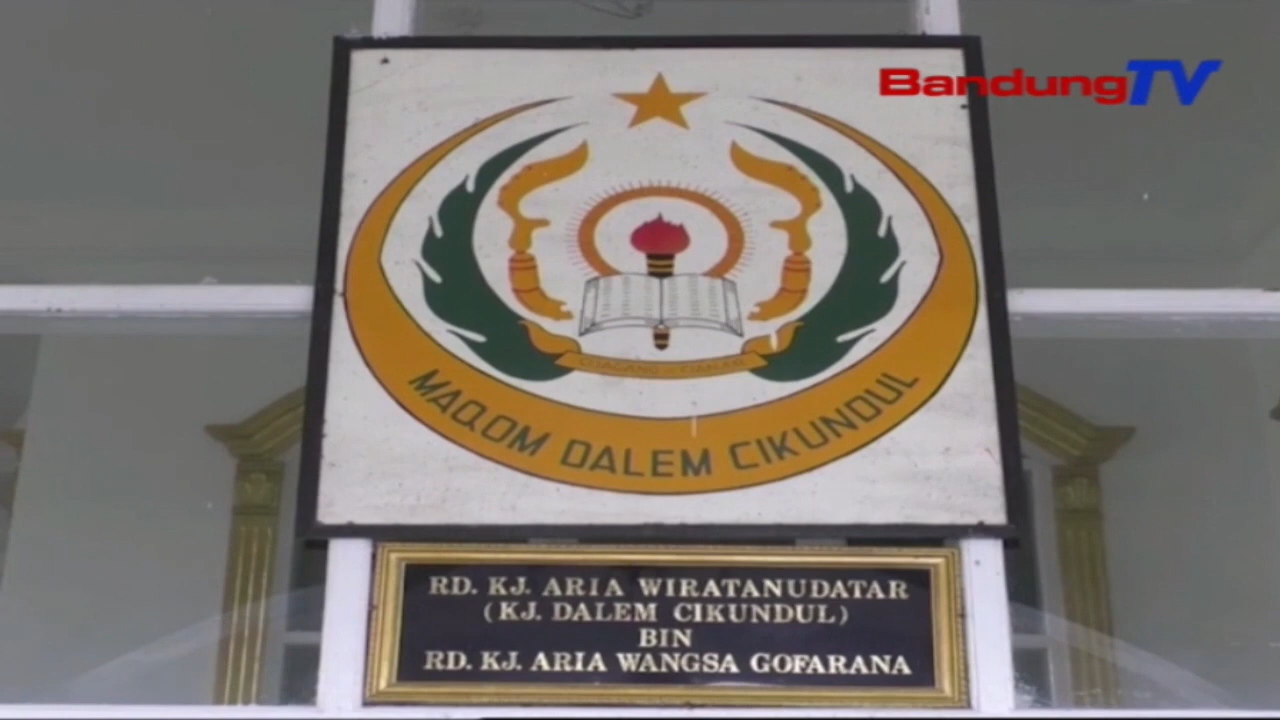 BandungTV
MAQOM DALEM CIKUNDUL
RD. KJ. ARIA WIRATANUDATAR
(KJ. DALEM CIKUNDUL)
BIN
RD. KJ. ARIA WANGSA GOFARANA